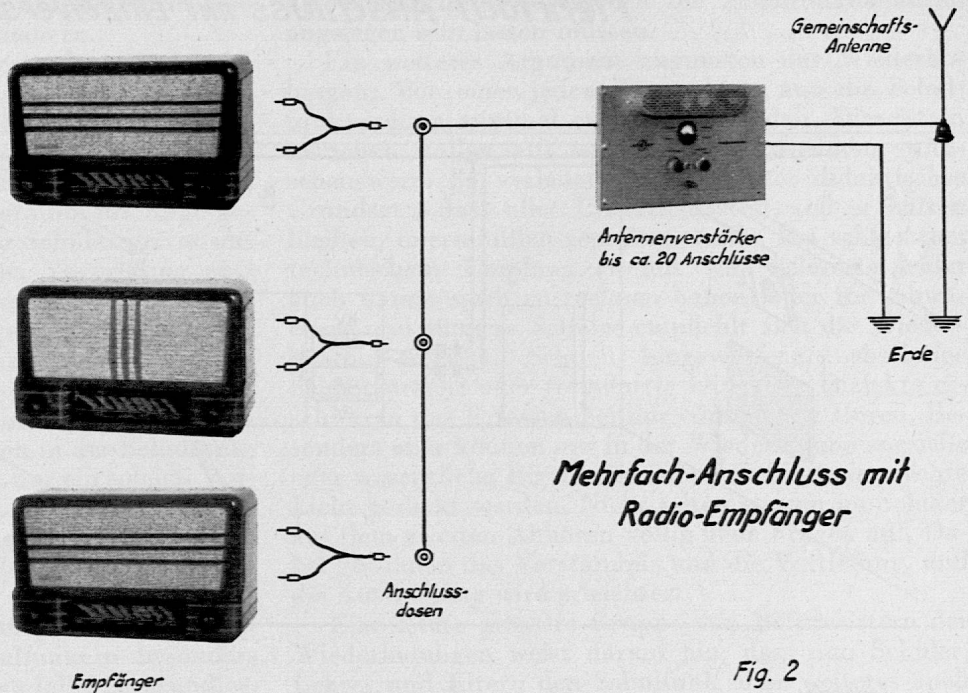 Gemeinschafts-
Antenne
Antennenverstärker
bis ca. 20 Anschlüsse
Erde
Mehrfach-Anschluss mit
Radio-Empfänger
Anschluss-
dosen
Empfänger
Fig. 2